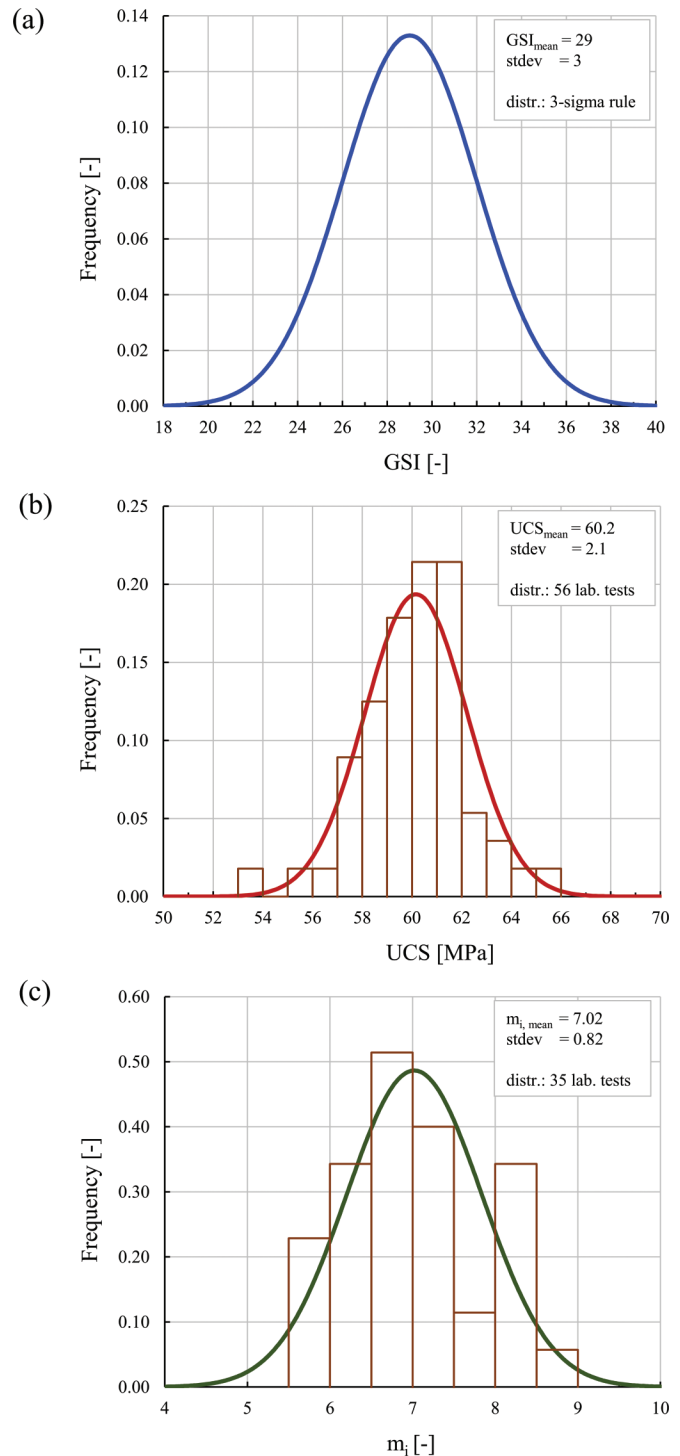 (a)
0.14
0.12
0.10
0.08
0.06
0.04
0.02
0.00
Frequency [-]
GSImean = 29
stdev = 3
distr.: 3-sigma rule
18 20 22 24 26 28 30 32 34 36 38 40
GSI [-]
(b)
0.25
0.20
0.15
0.10
0.05
0.00
Frequency [-]
UCSmean = 60.2
stdev = 2.1
distr.: 56 lab. tests
50 52 54 56 58 60 62 64 66 68 70
UCS [MPa]
(c)
0.60
0.50
0.40
0.30
0.20
0.10
0.00
Frequency [-]
mi, mean = 7.02
stdev = 0.82
distr.: 35 lab. tests
4 5 6 7 8 9 10
mi [-]